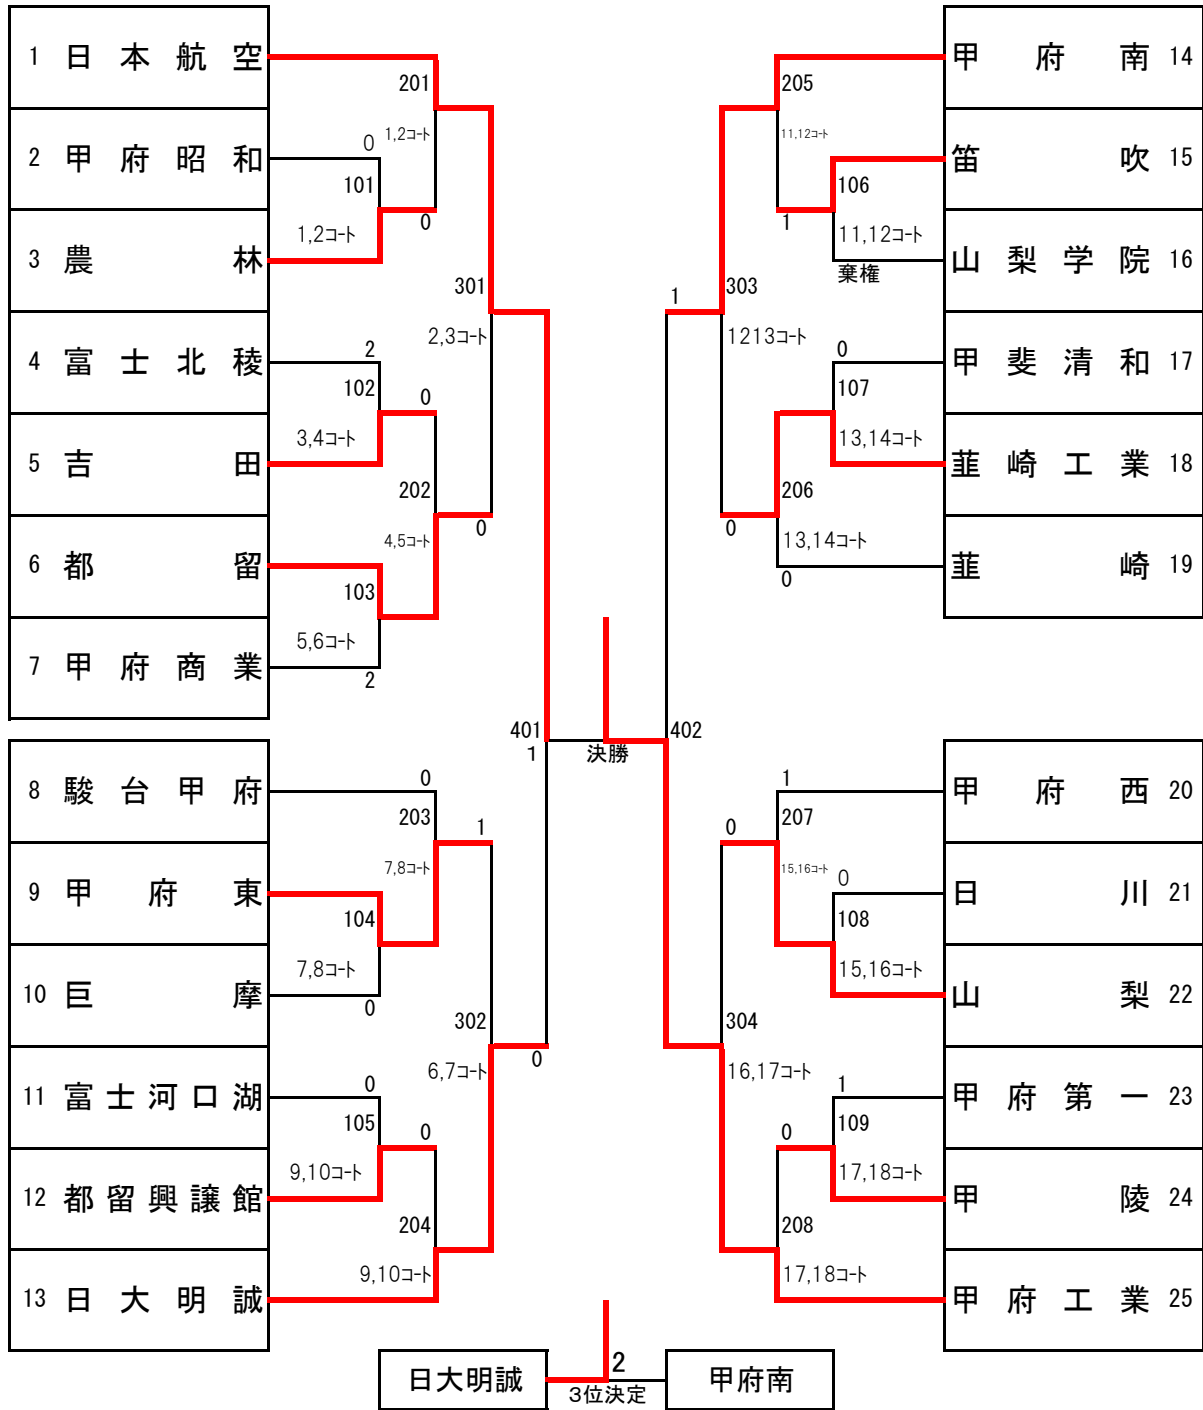 1 日本航空
201
1,2コート
2 甲府昭和
0
101
1,2コート
0
3 農林
301
2,3コート
4 富士北稜
2
102
3,4コート
0
5 吉田
202
4,5コート
0
6 都留
103
5,6コート
7 甲府商業
2
401
1
決勝
402
8 駿台甲府
0
203
7,8コート
1
9 甲府東
104
7,8コート
10 巨摩
0
302
6,7コート
0
11 富士河口湖
0
105
9,10コート
0
12 都留興譲館
204
9,10コート
13 日大明誠
甲府南 14
205
11,12コート
笛吹 15
106
11,12コート
1
山梨学院 16
棄権
1
303
1213コート
甲斐清和 17
0
107
13,14コート
韮崎工業 18
206
13,14コート
0
韮崎 19
0
甲府西 20
1
207
15,16コート
0
日川 21
0
108
15,16コート
山梨 22
304
16,17コート
甲府第一 23
1
109
17,18コート
0
甲陵 24
208
17,18コート
甲府工業 25
日大明誠
2
3位決定
甲府南